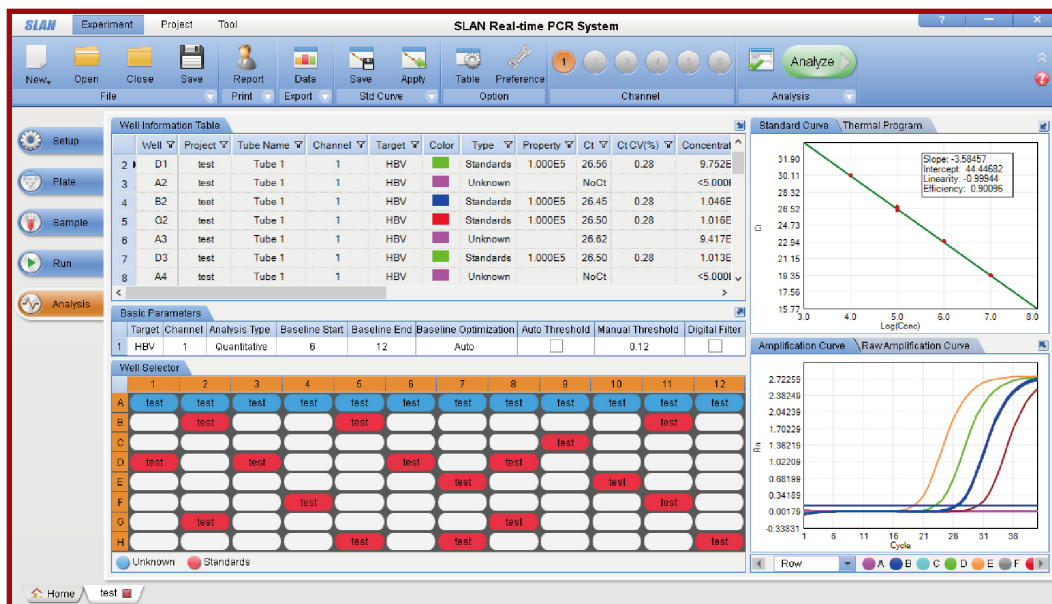 SLAN Experiment Project Tool SLAN Real-time PCR System ? — ×
New Open Close Save Report Data Save Apply Table Preference 1 2 3 4 5 6 Analyze
File Print Export Std Curve Option Channel Analysis ?
Setup
Plate
Sample
Run
Analysis
Well Information Table
Well Project Tube Name Channel Target Color Type Property Ct Ct CV(%) Concentrat
2 D1 test Tube 1 1 HBV Standards 1.000E5 26.56 0.28 9.752E
3 A2 test Tube 1 1 HBV Unknown NoCt <5.000E
4 B2 test Tube 1 1 HBV Standards 1.000E5 26.45 0.28 1.046E
5 G2 test Tube 1 1 HBV Standards 1.000E5 26.50 0.28 1.016E
6 A3 test Tube 1 1 HBV Unknown 26.62 9.417E
7 D3 test Tube 1 1 HBV Standards 1.000E5 26.50 0.28 1.013E
8 A4 test Tube 1 1 HBV Unknown NoCt <5.000E
Basic Parameters
Target Channel Analysis Type Baseline Start Baseline End Baseline Optimization Auto Threshold Manual Threshold Digital Filter
1 HBV 1 Quantitative 6 12 Auto 0.12
Well Selector
1 2 3 4 5 6 7 8 9 10 11 12
A test test test test test test test test test test test test
B test test test
C test
D test test test test
E test test
F test test
G test test
H test test test
Unknown Standards
Standard Curve Thermal Program
Slope: -3.58457
Intercept: 44.44682
Linearity: -0.99944
Efficiency: 0.90096
Ct
31.90
30.11
28.32
26.52
24.73
22.94
21.15
19.35
17.56
15.77
3.0 4.0 5.0 6.0 7.0 8.0
Log(Conc)
Amplification Curve Raw Amplification Curve
Rn
2.72259
2.38249
2.04239
1.70229
1.36219
1.02209
0.68199
0.34189
0.00179
-0.33831
1 6 11 16 21 26 31 36
Cycle
Row A B C D E F
Home test